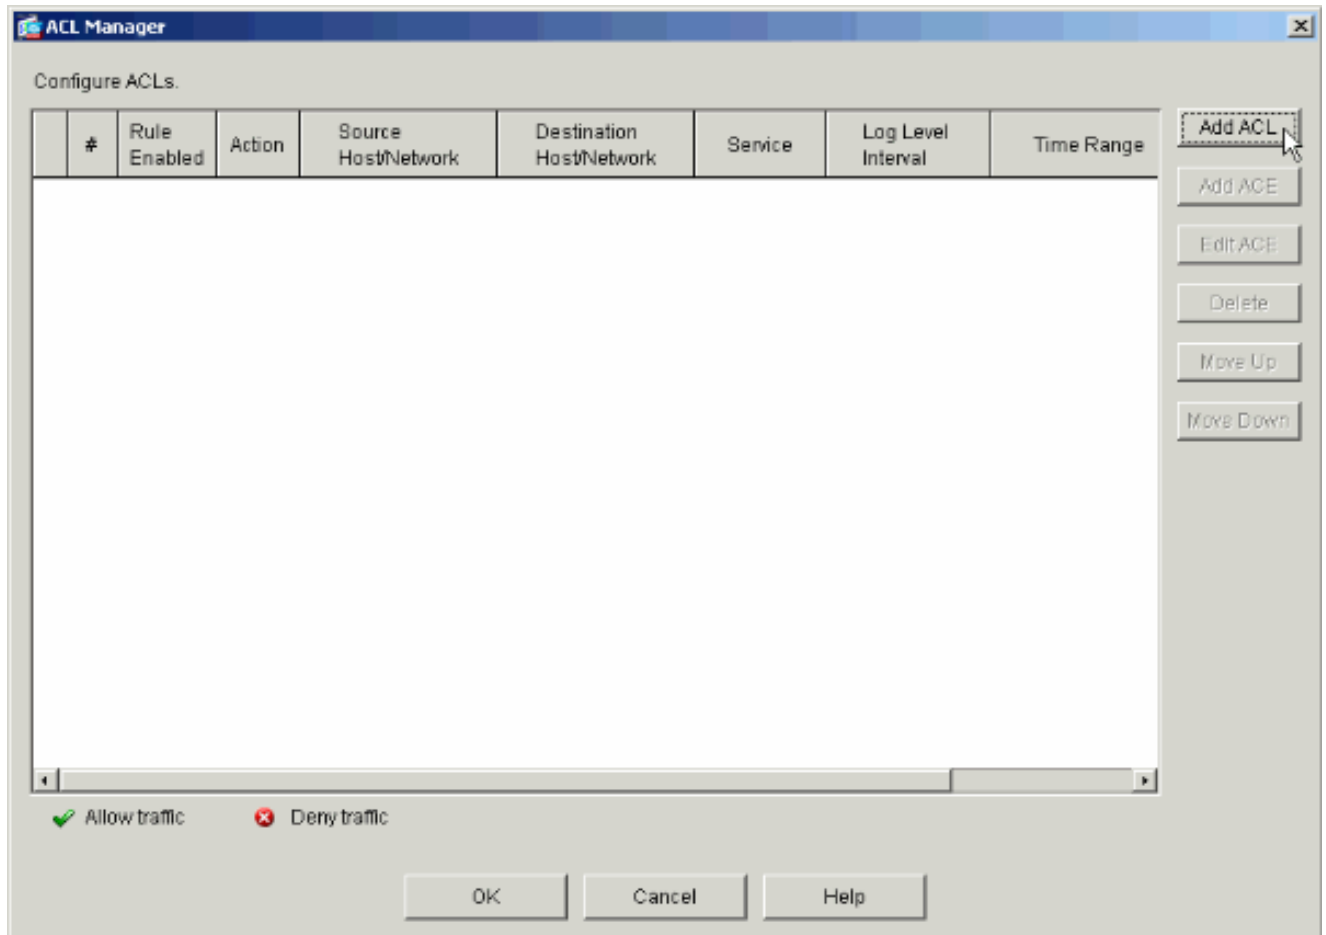 ACL Manager
Configure ACLs.
#
Rule
Enabled
Action
Source
Host/Network
Destination
Host/Network
Service
Log Level
Interval
Time Range
Add ACL
Add ACE
Edit ACE
Delete
Move Up
Move Down
Allow traffic
Deny traffic
OK
Cancel
Help